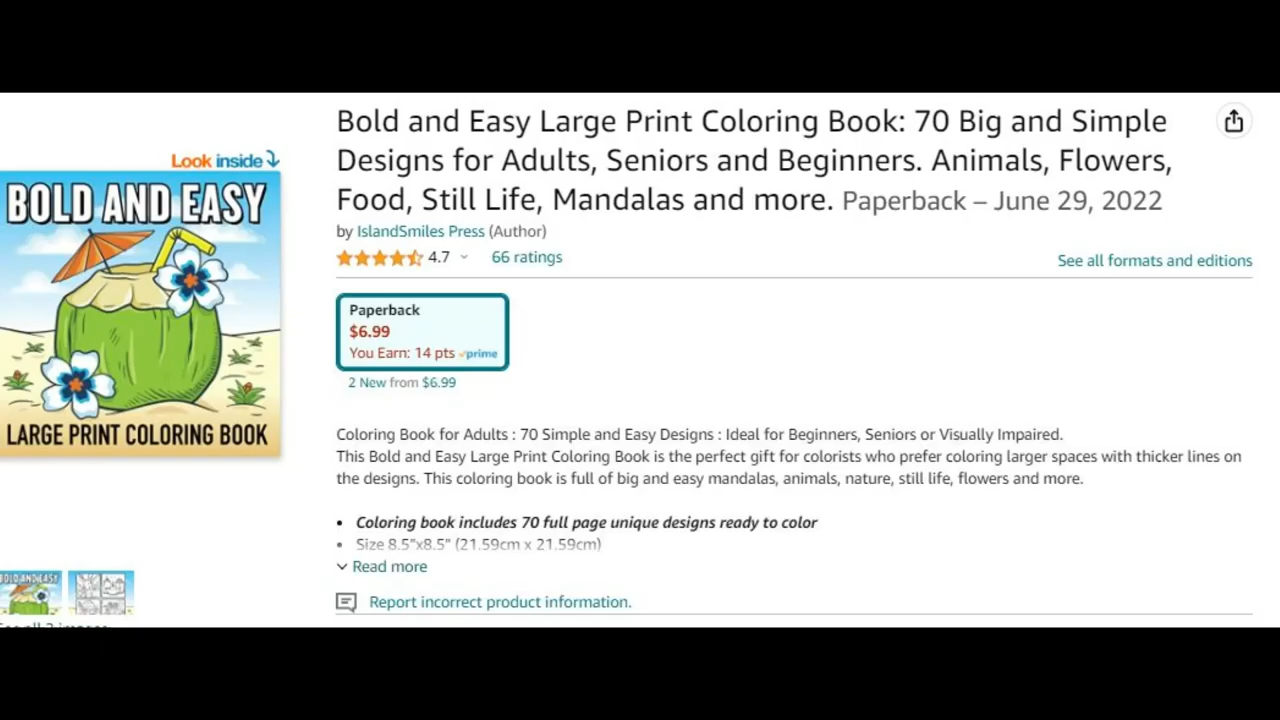 Look inside
BOLD AND EASY
LARGE PRINT COLORING BOOK
BOLD AND EASY
Bold and Easy Large Print Coloring Book: 70 Big and Simple
Designs for Adults, Seniors and Beginners. Animals, Flowers,
Food, Still Life, Mandalas and more. Paperback – June 29, 2022
by IslandSmiles Press (Author)
4.7 66 ratings
See all formats and editions
Paperback
$6.99
You Earn: 14 pts prime
2 New from $6.99
Coloring Book for Adults : 70 Simple and Easy Designs : Ideal for Beginners, Seniors or Visually Impaired.
This Bold and Easy Large Print Coloring Book is the perfect gift for colorists who prefer coloring larger spaces with thicker lines on
the designs. This coloring book is full of big and easy mandalas, animals, nature, still life, flowers and more.
• Coloring book includes 70 full page unique designs ready to color
• Size 8.5"x8.5" (21.59cm x 21.59cm)
Read more
Report incorrect product information.